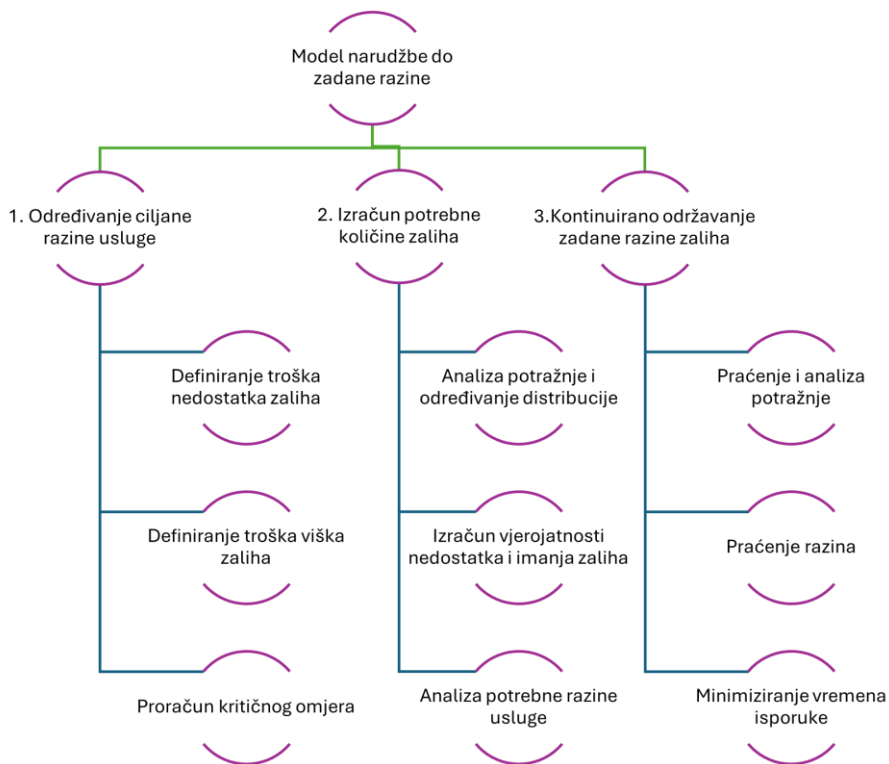 Model narudžbe do
zadane razine
1. Određivanje ciljane
razine usluge
2. Izračun potrebne
količine zaliha
3.Kontinuirano održavanje
zadane razine zaliha
Definiranje troška
nedostatka zaliha
Definiranje troška viška
zaliha
Proračun kritičnog omjera
Analiza potražnje i
određivanje distribucije
Izračun vjerojatnosti
nedostatka i imanja zaliha
Analiza potrebne razine
usluge
Praćenje i analiza
potražnje
Praćenje razina
Minimiziranje vremena
isporuke